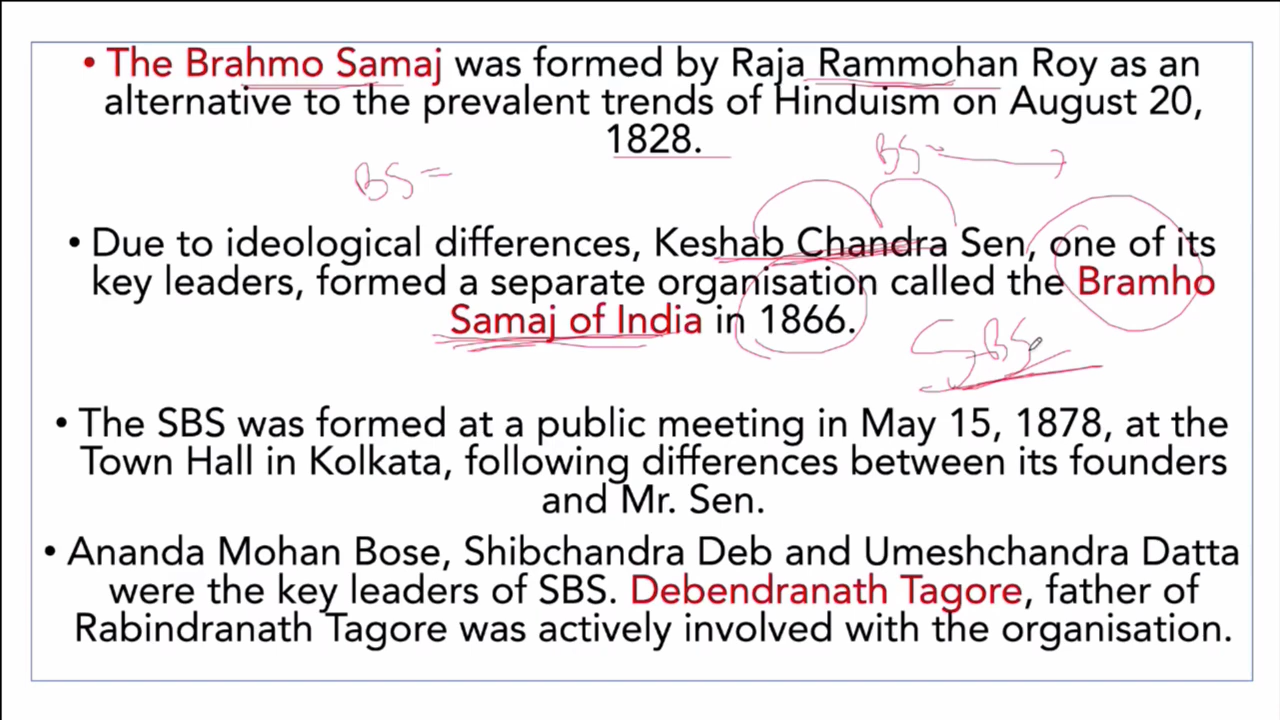 • The Brahmo Samaj was formed by Raja Rammohan Roy as an
alternative to the prevalent trends of Hinduism on August 20,
1828.
BS =
BS -
• Due to ideological differences, Keshab Chandra Sen, one of its
key leaders, formed a separate organisation called the Bramho
Samaj of India in 1866.
SBS
• The SBS was formed at a public meeting in May 15, 1878, at the
Town Hall in Kolkata, following differences between its founders
and Mr. Sen.
• Ananda Mohan Bose, Shibchandra Deb and Umeshchandra Datta
were the key leaders of SBS. Debendranath Tagore, father of
Rabindranath Tagore was actively involved with the organisation.